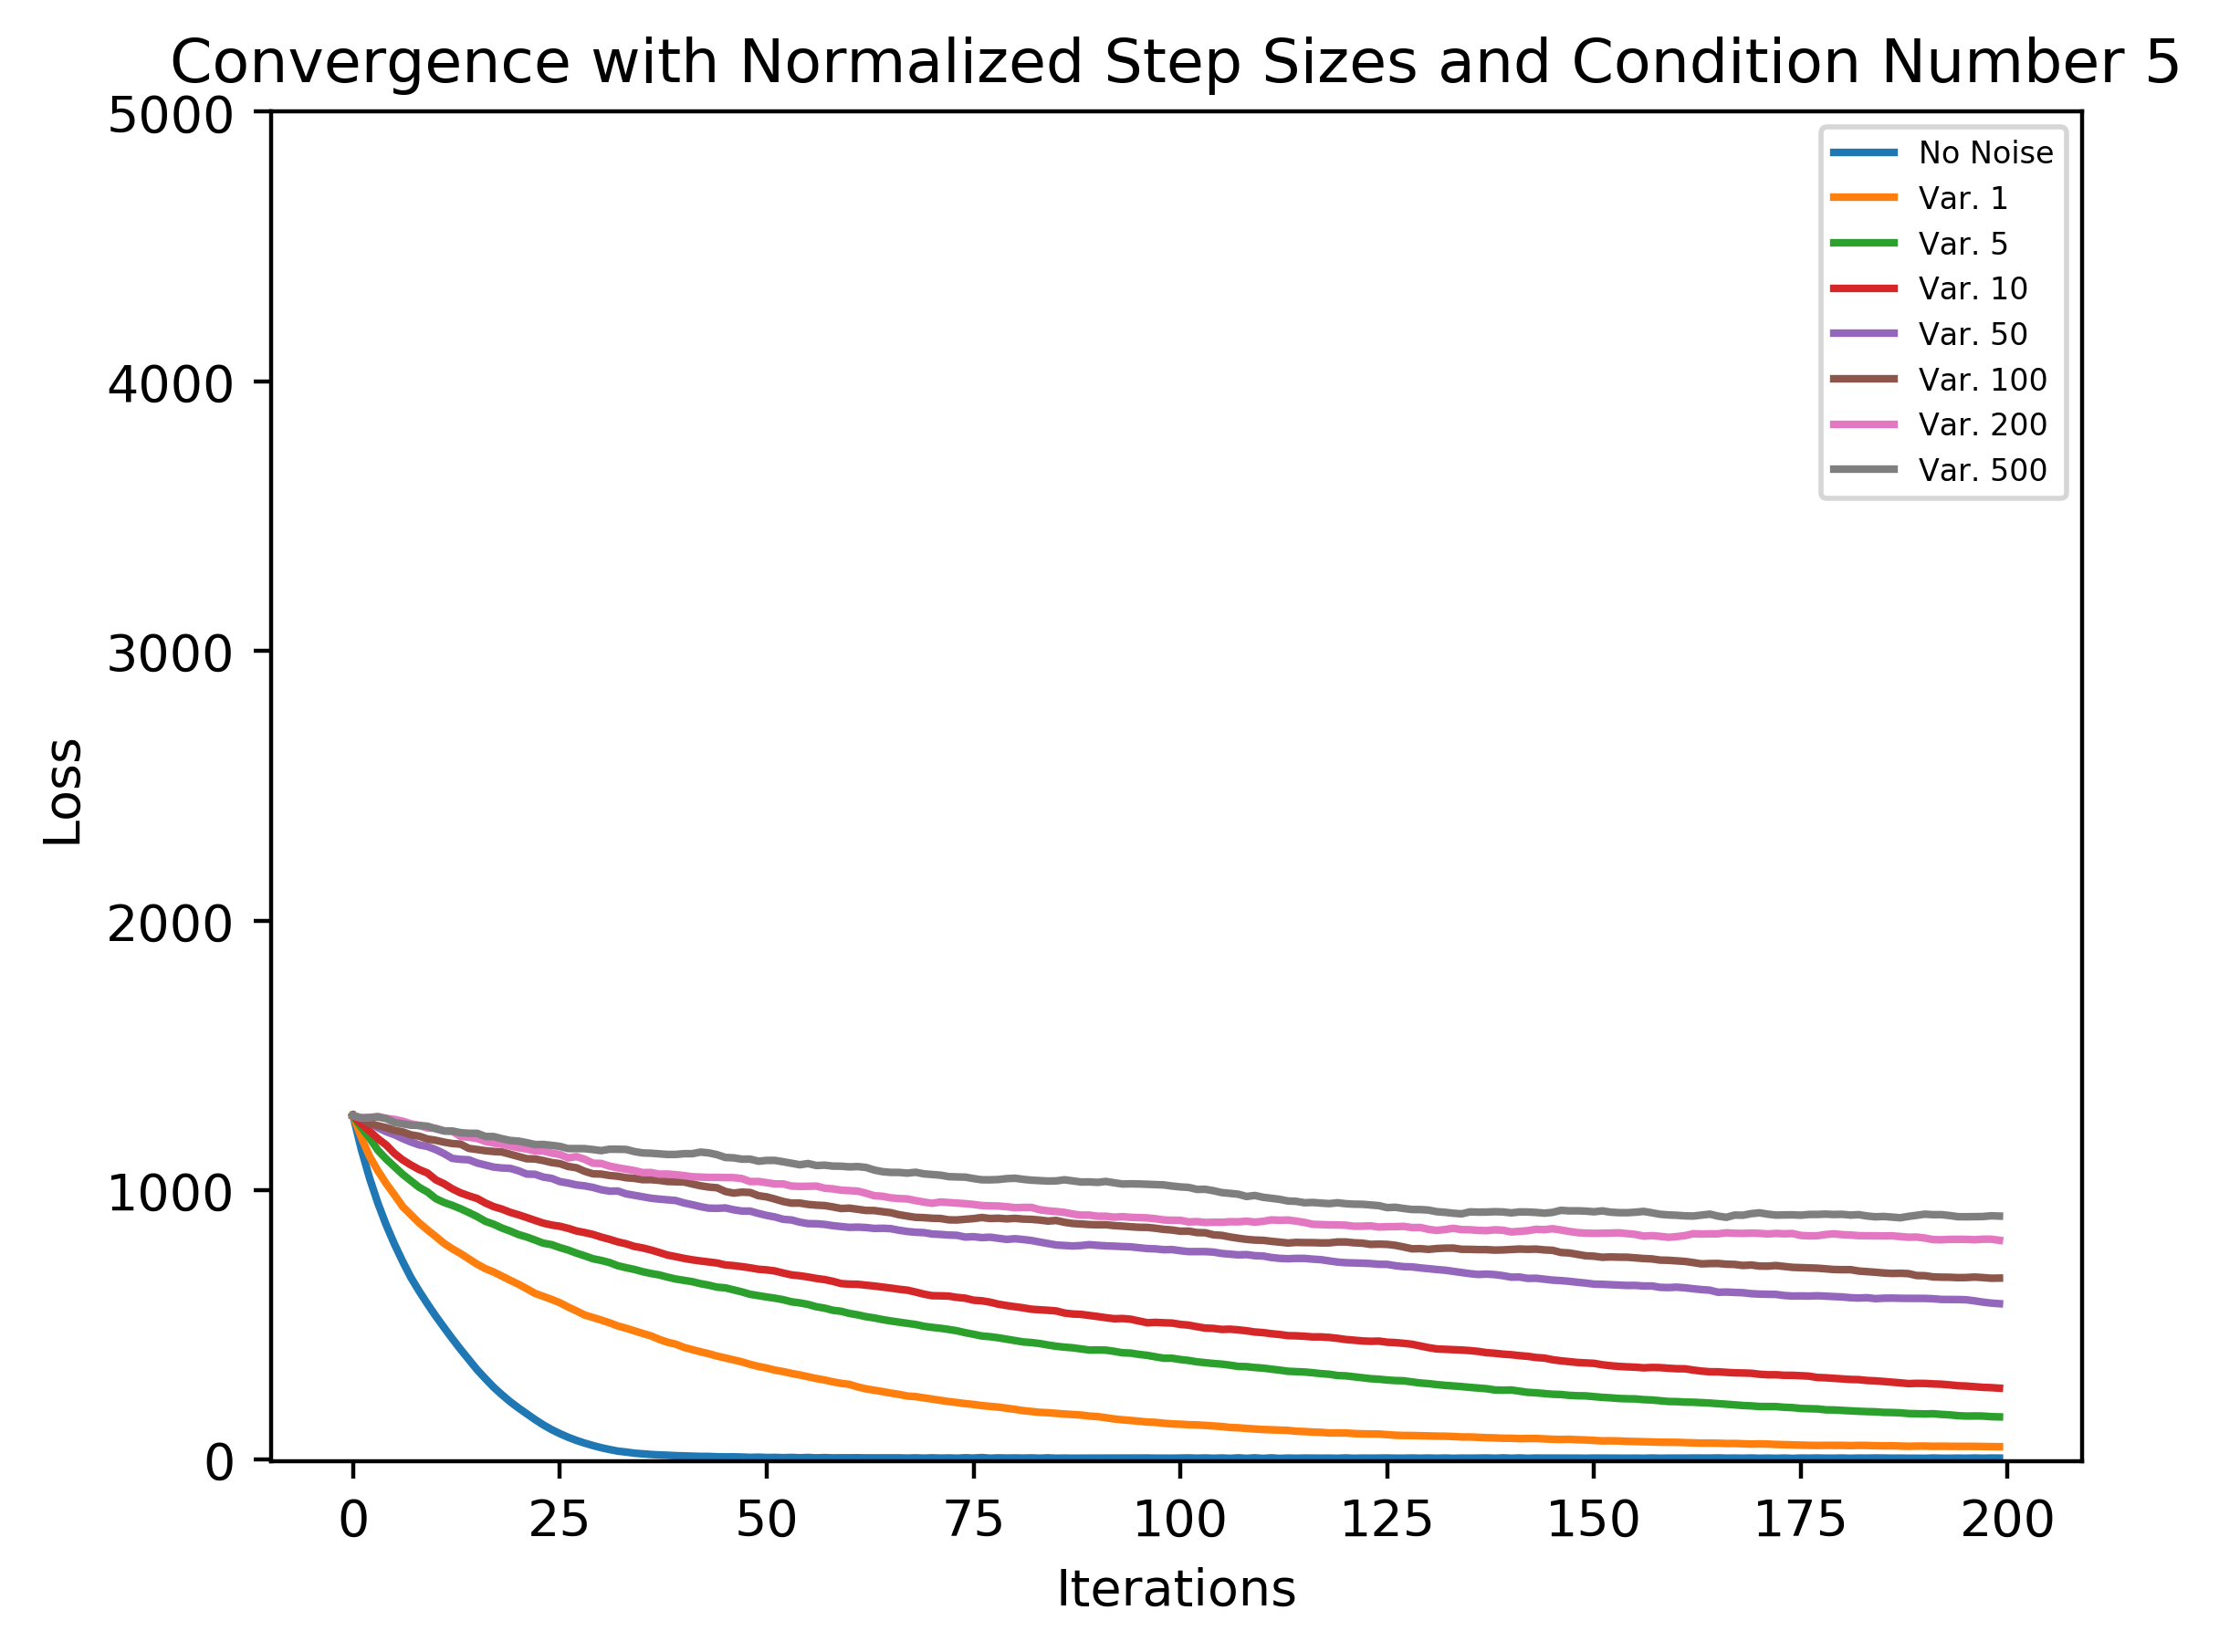 Convergence with Normalized Step Sizes and Condition Number 5
5000
4000
3000
2000
1000
0
Loss
No Noise
Var. 1
Var. 5
Var. 10
Var. 50
Var. 100
Var. 200
Var. 500
0 25 50 75 100 125 150 175 200
Iterations